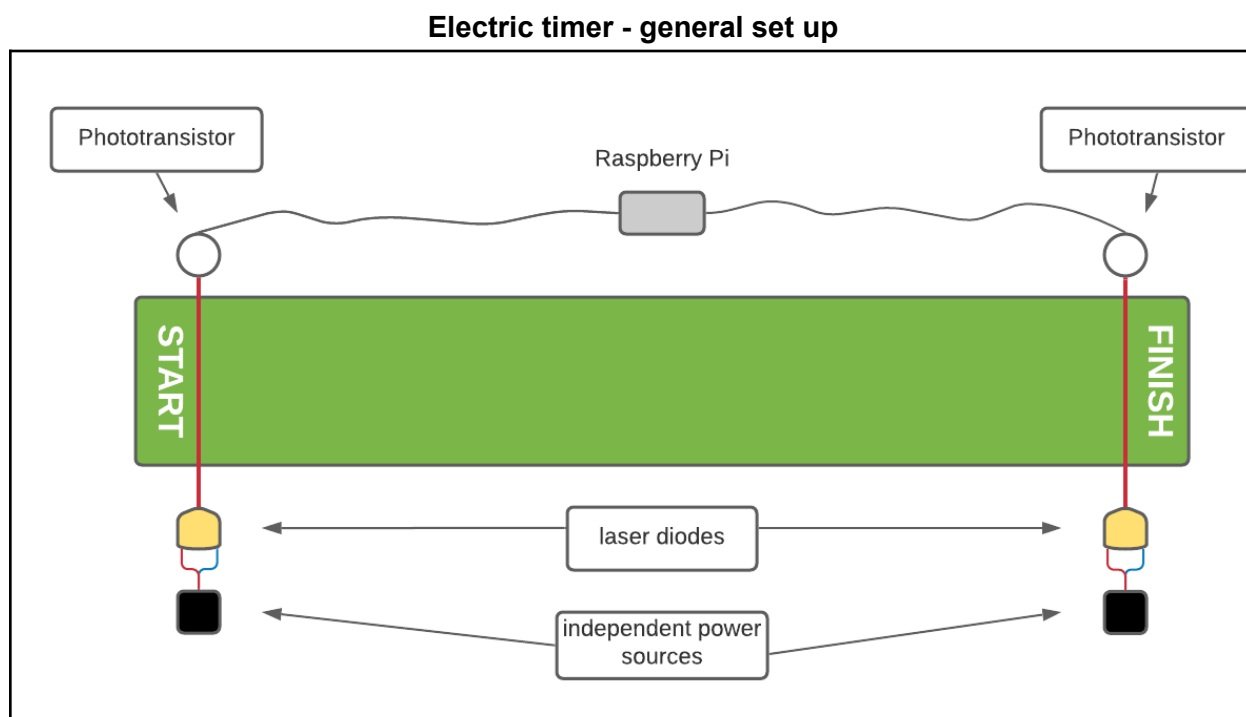 Electric timer - general set up
Phototransistor
Raspberry Pi
Phototransistor
START
FINISH
laser diodes
independent power
sources